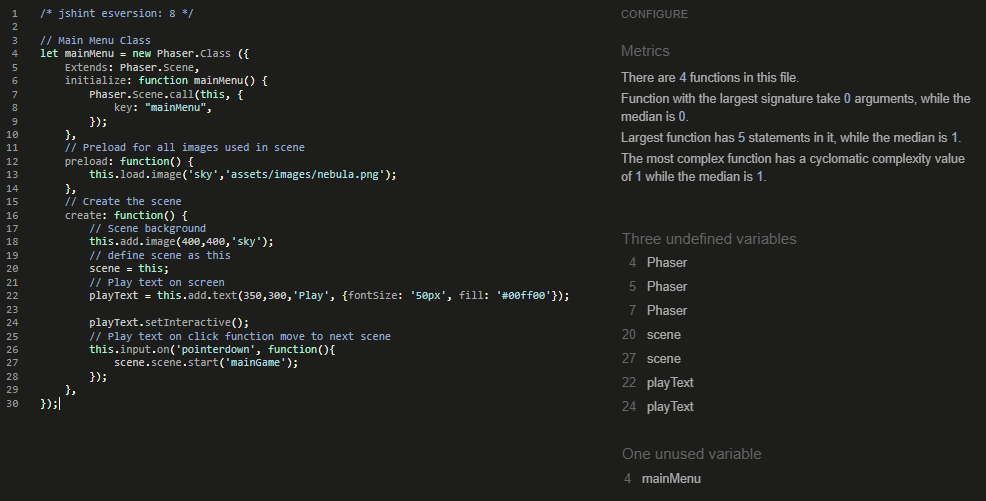 1 /* jshint esversion: 8 */
2
3 // Main Menu Class
4 let mainMenu = new Phaser.Class ({
5 Extends: Phaser.Scene,
6 initialize: function mainMenu() {
7 Phaser.Scene.call(this, {
8 key: "mainMenu",
9 });
10 },
11 // Preload for all images used in scene
12 preload: function() {
13 this.load.image('sky','assets/images/nebula.png');
14 },
15 // Create the scene
16 create: function() {
17 // Scene background
18 this.add.image(400,400,'sky');
19 // define scene as this
20 scene = this;
21 // Play text on screen
22 playText = this.add.text(350,300,'Play', {fontSize: '50px', fill: '#00ff00'});
23
24 playText.setInteractive();
25 // Play text on click function move to next scene
26 this.input.on('pointerdown', function(){
27 scene.scene.start('mainGame');
28 });
29 },
30 });
CONFIGURE
Metrics
There are 4 functions in this file.
Function with the largest signature take 0 arguments, while the
median is 0.
Largest function has 5 statements in it, while the median is 1.
The most complex function has a cyclomatic complexity value
of 1 while the median is 1.
Three undefined variables
4 Phaser
5 Phaser
7 Phaser
20 scene
27 scene
22 playText
24 playText
One unused variable
4 mainMenu